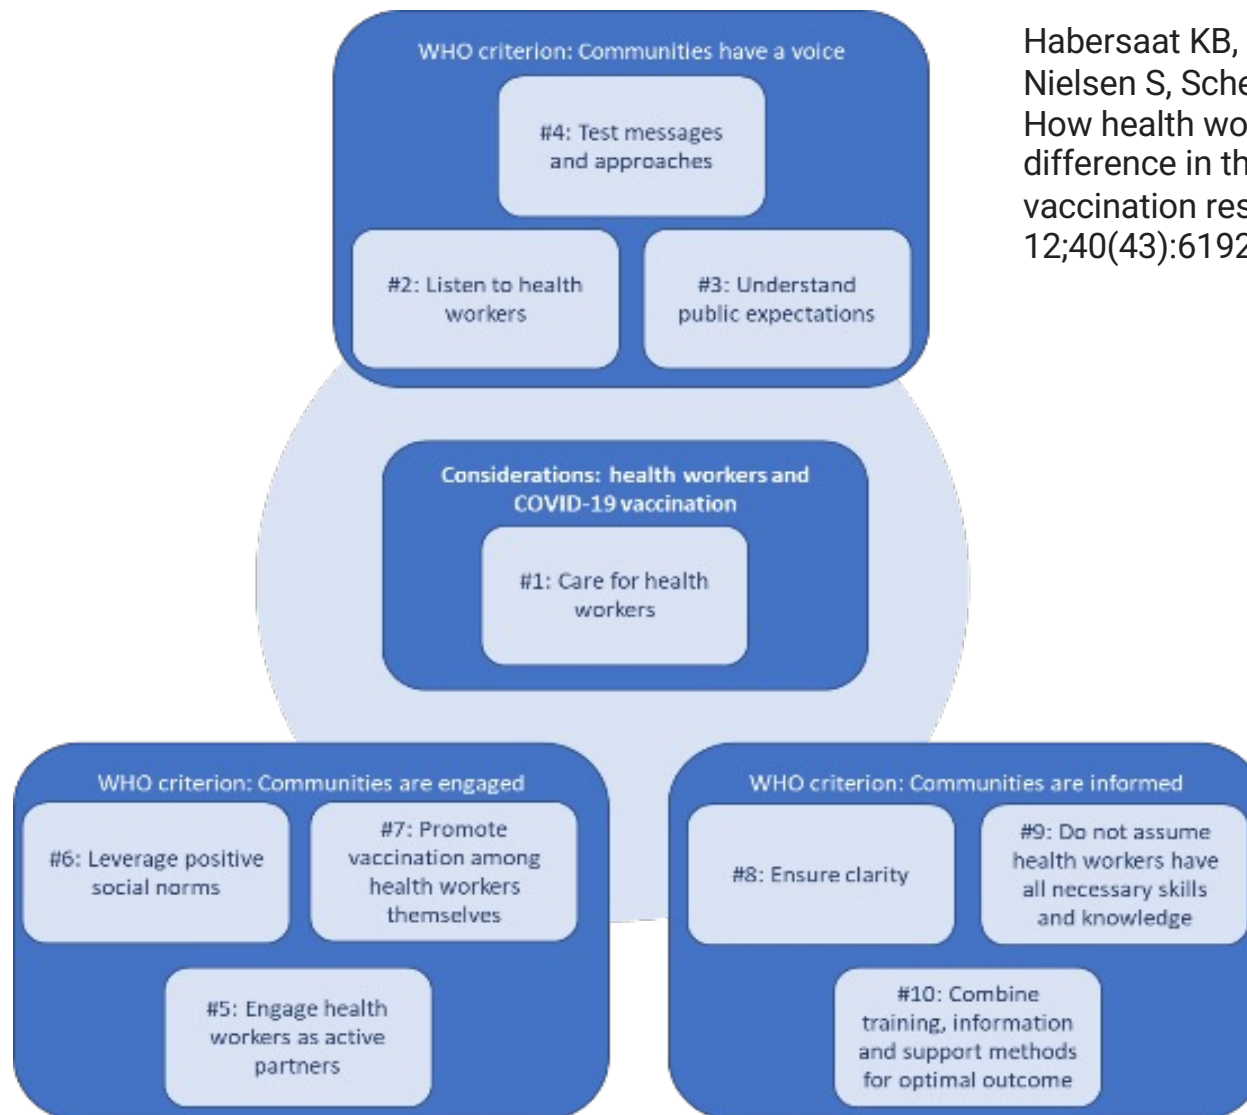 WHO criterion: Communities have a voice
#4: Test messages
and approaches
#2: Listen to health
workers
#3: Understand
public expectations
Considerations: health workers and
COVID-19 vaccination
#1: Care for health
workers
WHO criterion: Communities are engaged
#6: Leverage positive
social norms
#7: Promote
vaccination among
health workers
themselves
#5: Engage health
workers as active
partners
WHO criterion: Communities are informed
#8: Ensure clarity
#9: Do not assume
health workers have
all necessary skills
and knowledge
#10: Combine
training, information
and support methods
for optimal outcome
Habersaat KB,
Nielsen S, Sche
How health wo
difference in th
vaccination res
12;40(43):6192